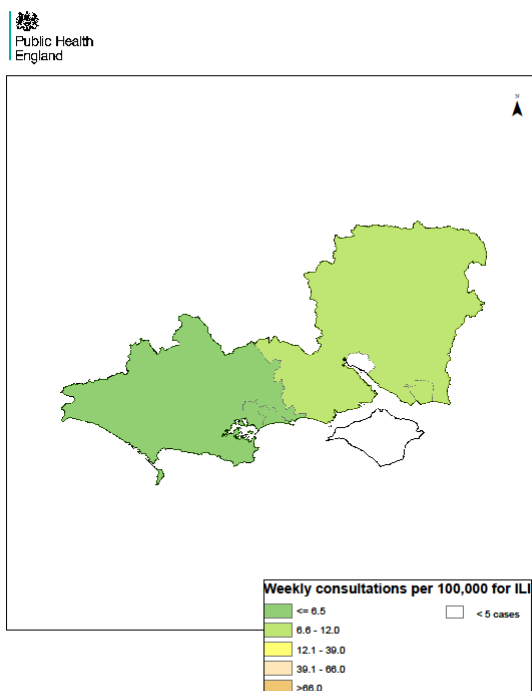 Public Health
England
N
Weekly consultations per 100,000 for ILI
<= 6.5
< 5 cases
6.6 - 12.0
12.1 - 39.0
39.1 - 66.0
>66.0